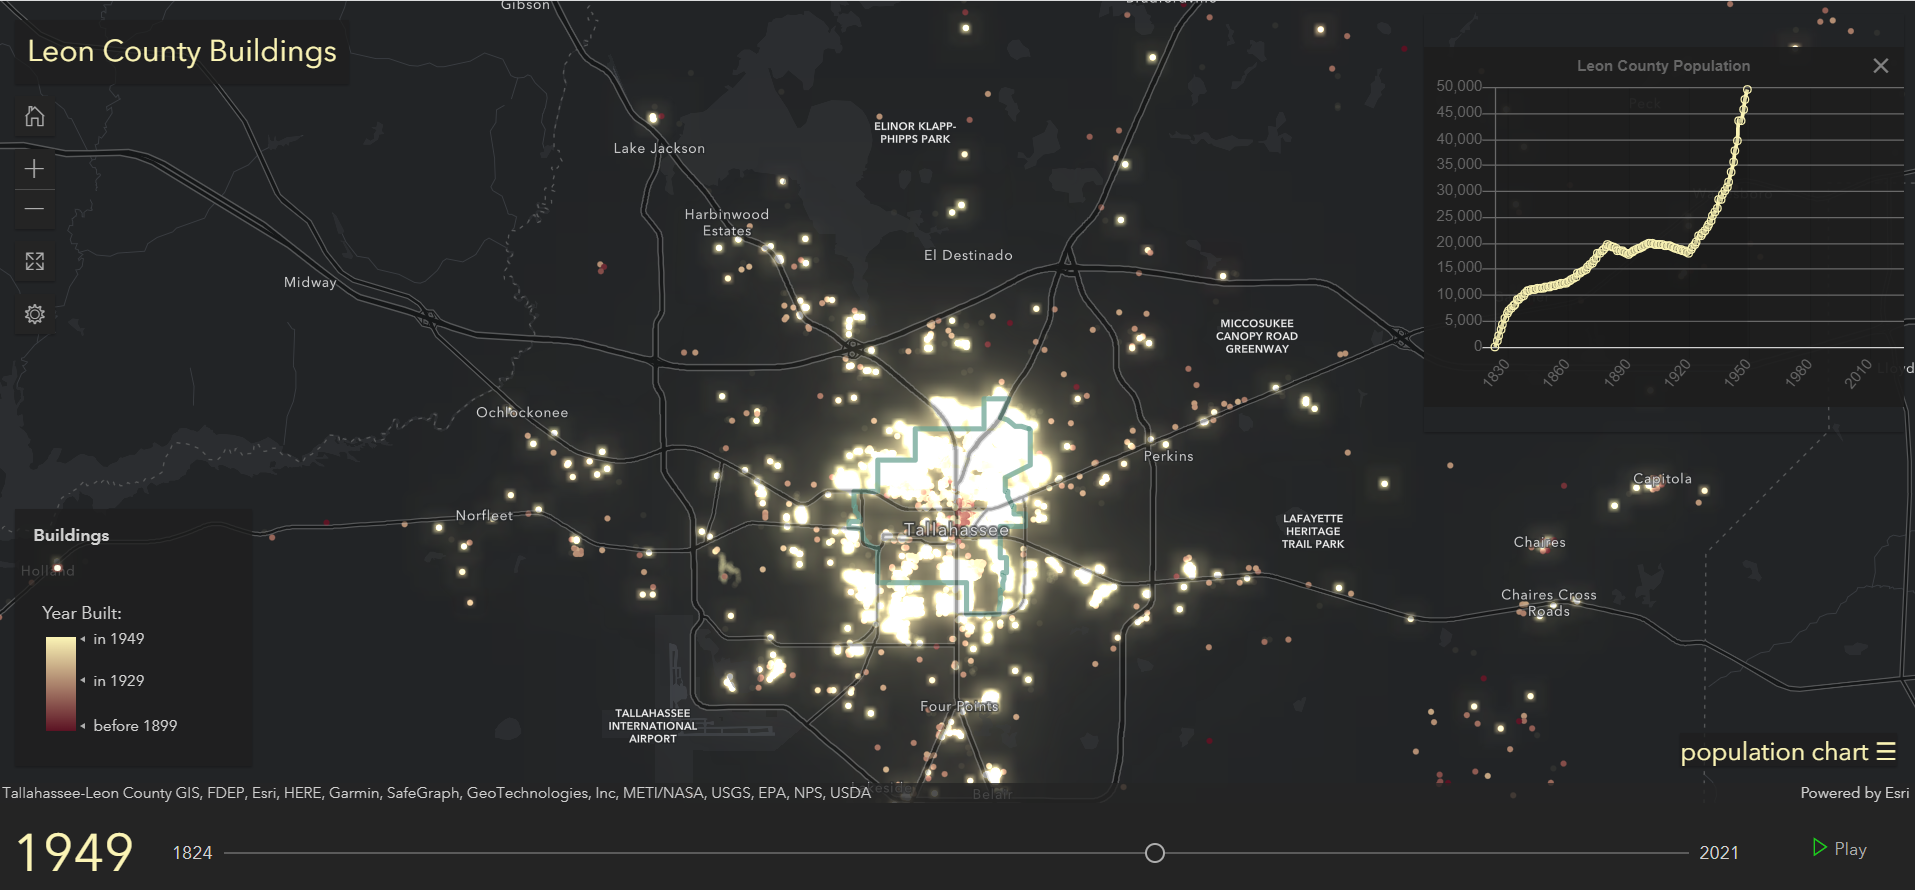 Gibson
Leon County Buildings
Lake Jackson
ELINOR KLAPP-
PHIPPS PARK
Harbinwood
Estates
El Destinado
Midway
MICCOSUKEE
CANOPY ROAD
GREENWAY
Ochlockonee
Perkins
Norfleet
Tallahassee
LAFAYETTE
HERITAGE
TRAIL PARK
Capitola
Chaires
Chaires Cross
Roads
Holland
Four Points
TALLAHASSEE
INTERNATIONAL
AIRPORT
Belair
Leon County Population
50,000
45,000
40,000
35,000
30,000
25,000
20,000
15,000
10,000
5,000
0
1830
1860
1890
1920
1950
1980
2010
Peck
Buildings
Year Built:
in 1949
in 1929
before 1899
population chart
Tallahassee-Leon County GIS, FDEP, Esri, HERE, Garmin, SafeGraph, GeoTechnologies, Inc, METI/NASA, USGS, EPA, NPS, USDA
Powered by Esri
1949
1824
2021
Play